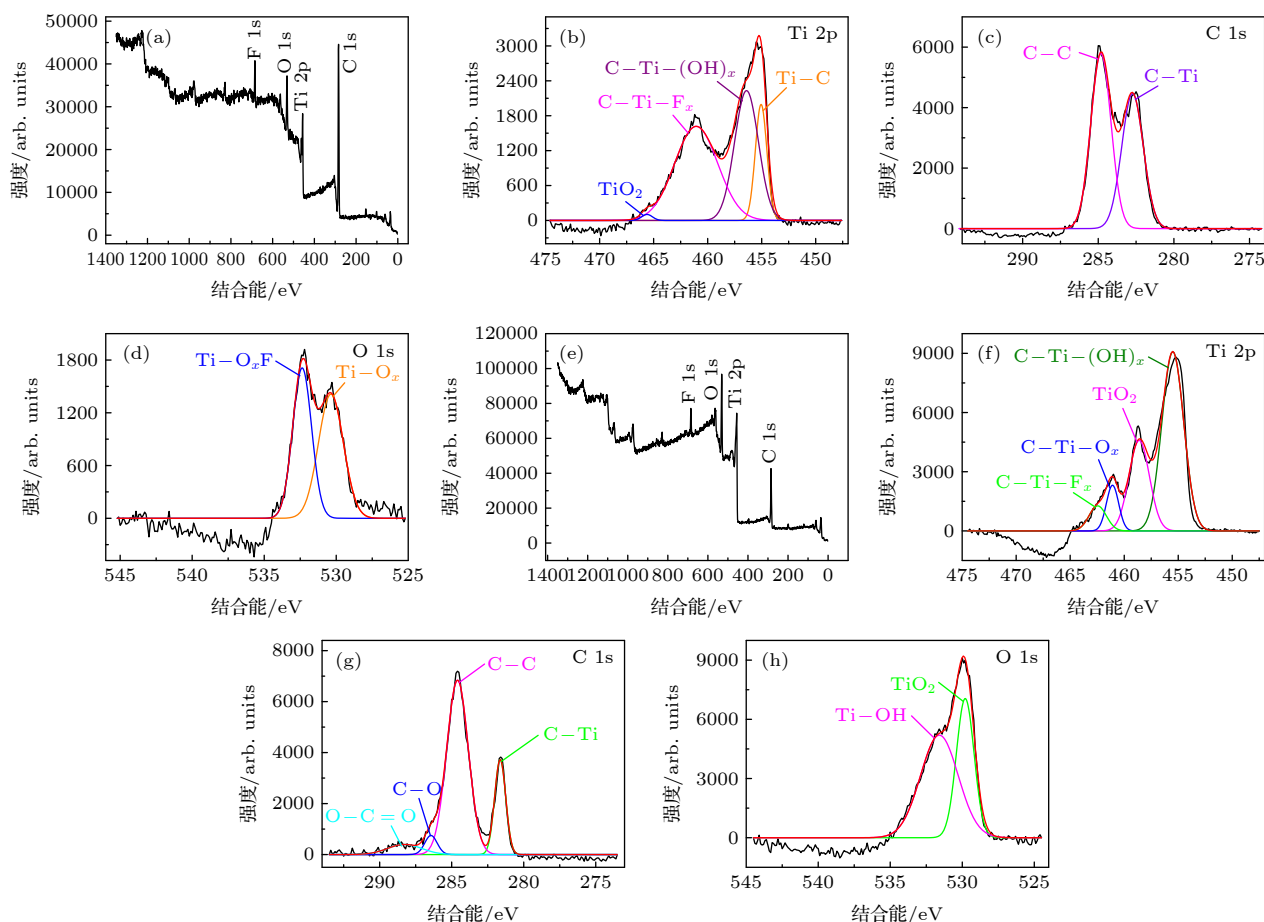 (a)
F 1s
O 1s
Ti 2p
C 1s
50000
40000
30000
20000
10000
0
1400 1200 1000 800 600 400 200 0
强度/arb. units
结合能/eV
(b)
Ti 2p
C−Ti−(OH)x
Ti−C
C−Ti−Fx
TiO2
3000
2400
1800
1200
600
0
475 470 465 460 455
强度/arb. units
结合能/eV
(c)
C 1s
C−C
C−Ti
6000
4000
2000
0
290 285 280 275
强度/arb. units
结合能/eV
(d)
O 1s
Ti−OxF
Ti−Ox
1800
1200
600
0
545 540 535 530 525
强度/arb. units
结合能/eV
(e)
F 1s
O 1s
Ti 2p
C 1s
120000
100000
80000
60000
40000
20000
0
1400 1200 1000 800 600 400 200 0
强度/arb. units
结合能/eV
(f)
Ti 2p
C−Ti−(OH)x
TiO2
C−Ti−Ox
C−Ti−Fx
9000
6000
3000
0
475 470 465 460 455
强度/arb. units
结合能/eV
(g)
C 1s
C−C
C−Ti
C−O
O−C=O
8000
6000
4000
2000
0
290 285 280 275
强度/arb. units
结合能/eV
(h)
O 1s
TiO2
Ti−OH
9000
6000
3000
0
545 540 535 530 525
强度/arb. units
结合能/eV